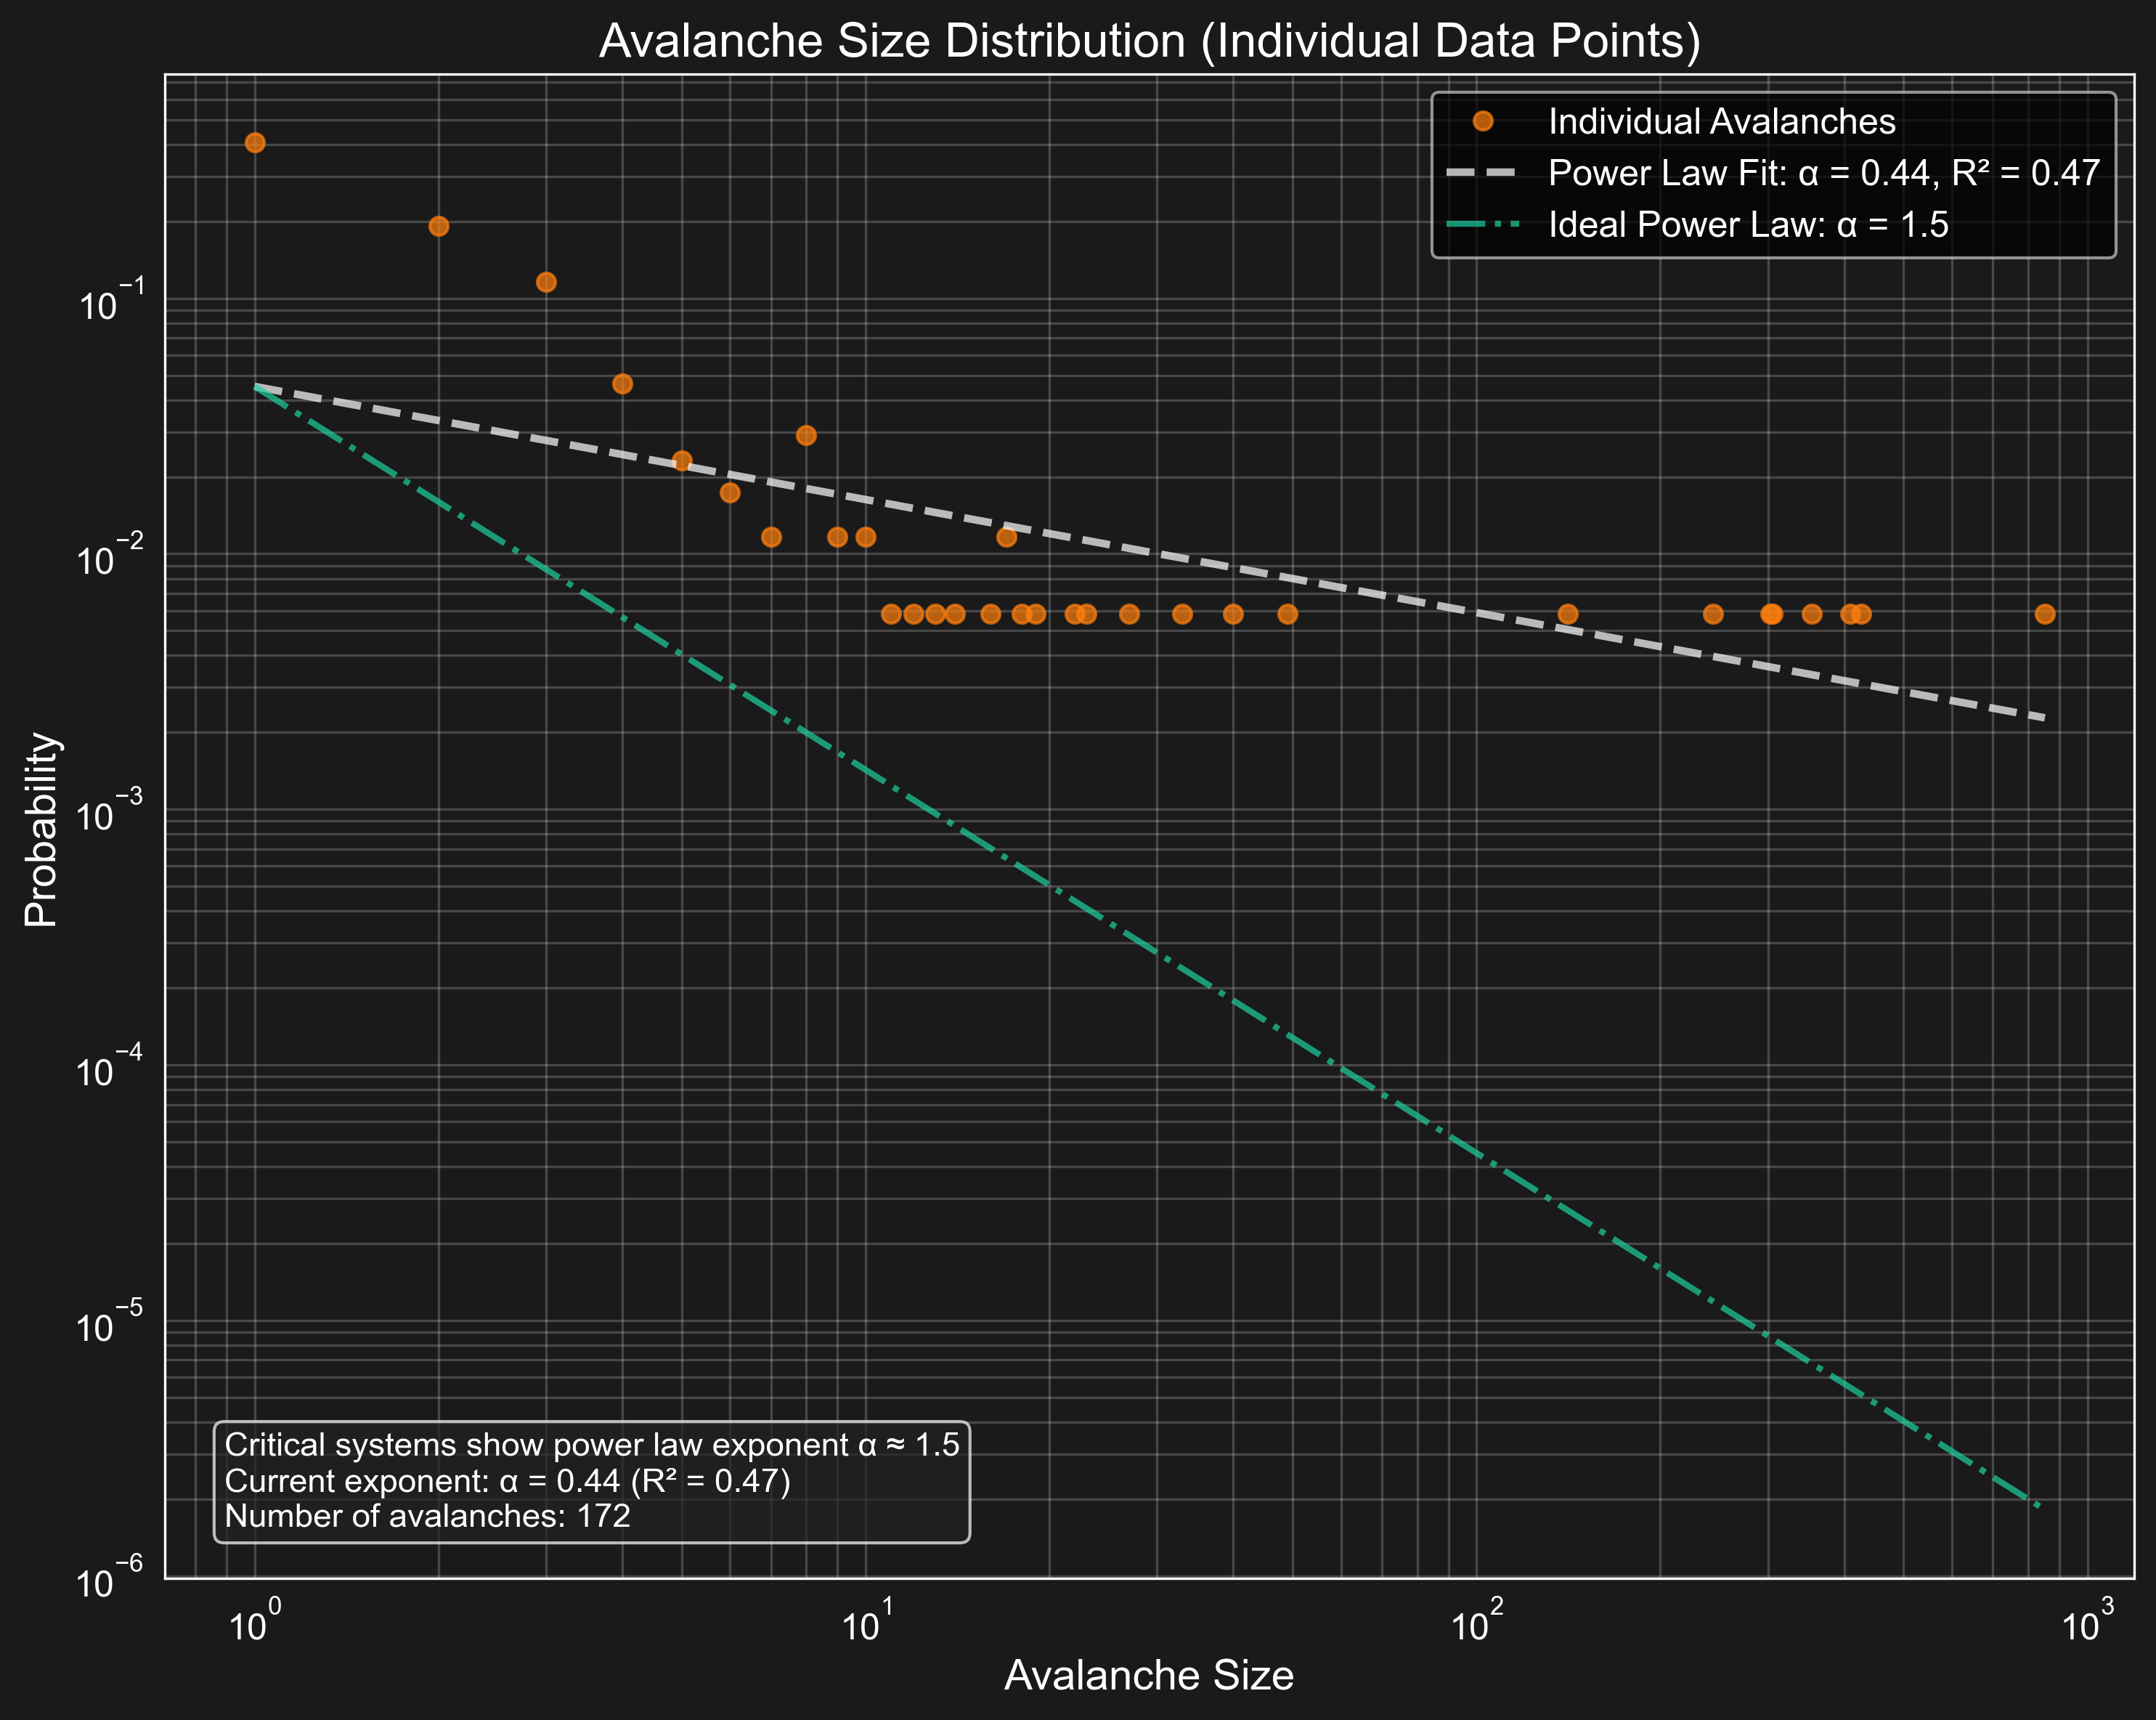 Avalanche Size Distribution (Individual Data Points)
Individual Avalanches
Power Law Fit: α = 0.44, R² = 0.47
Ideal Power Law: α = 1.5
Probability
10⁻¹
10⁻²
10⁻³
10⁻⁴
10⁻⁵
10⁻⁶
Critical systems show power law exponent α ≈ 1.5
Current exponent: α = 0.44 (R² = 0.47)
Number of avalanches: 172
10⁰ 10¹ 10² 10³
Avalanche Size